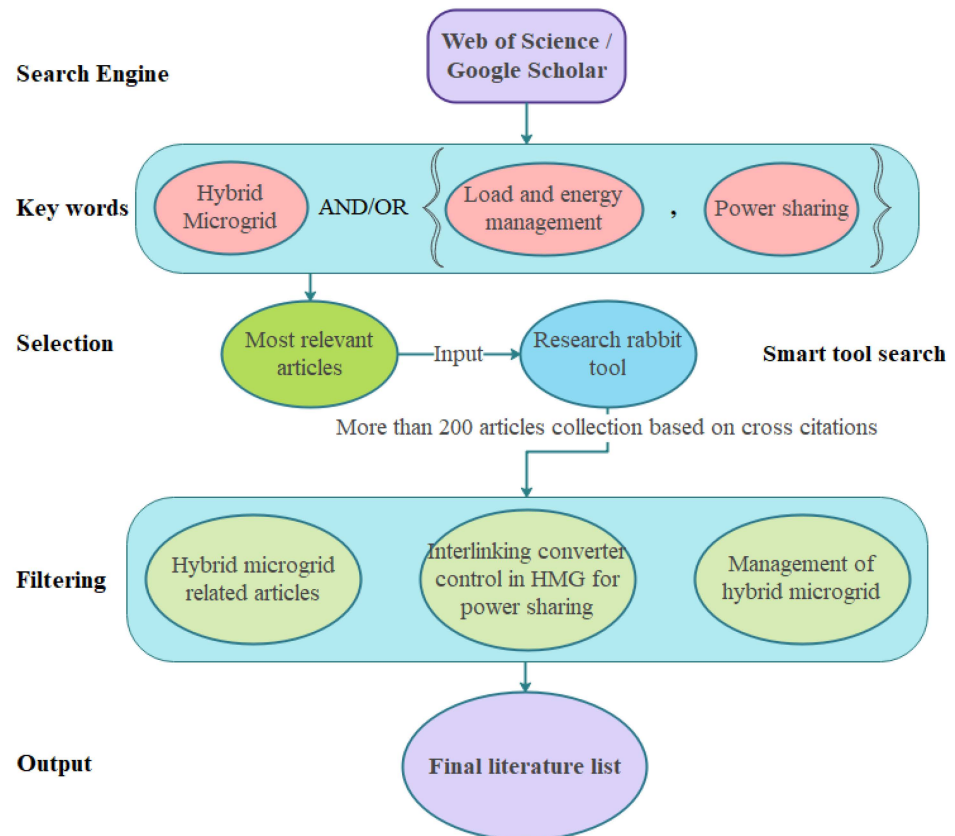 Web of Science /
Google Scholar
Search Engine
Key words
Hybrid
Microgrid
AND/OR
Load and energy
management
,
Power sharing
Selection
Most relevant
articles
Input
Research rabbit
tool
Smart tool search
More than 200 articles collection based on cross citations
Filtering
Hybrid microgrid
related articles
Interlinking converter
control in HMG for
power sharing
Management of
hybrid microgrid
Output
Final literature list